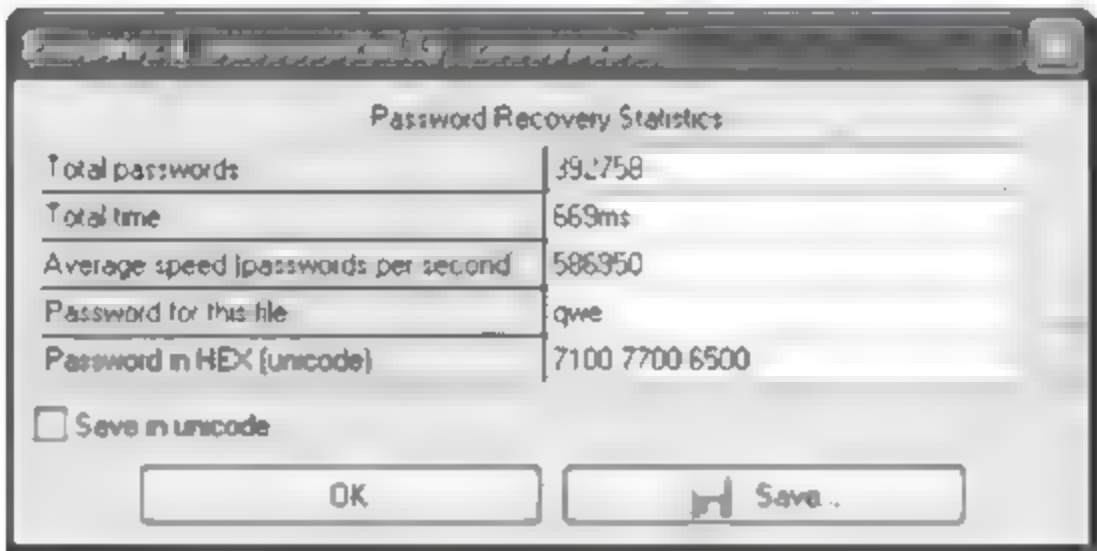 Password Recovery Statistics
Total passwords 392758
Total time 669ms
Average speed (passwords per second) 586950
Password for this file qwe
Password in HEX (unicode) 7100 7700 6500
Save in unicode
OK Save...